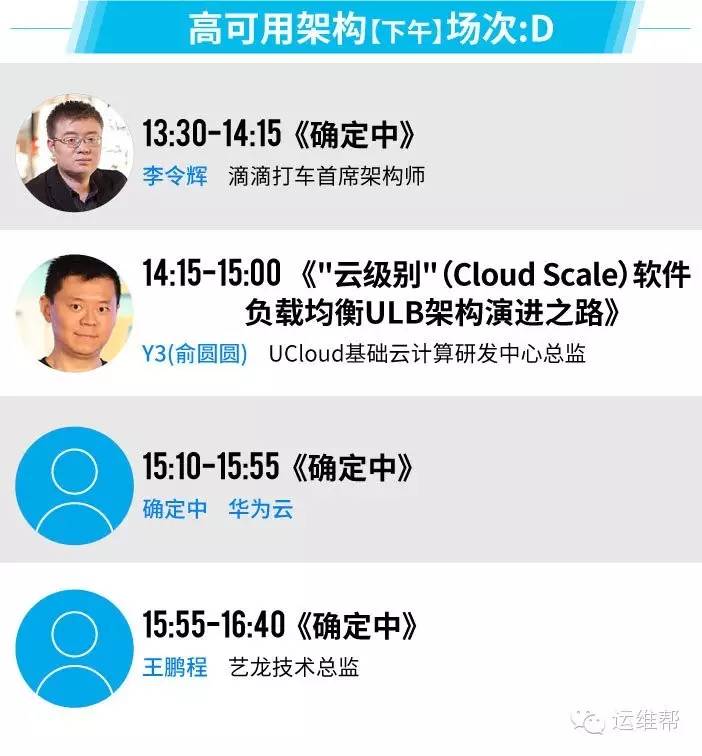 高可用架构【下午】场次:D
13:30-14:15《确定中》
李令辉 滴滴打车首席架构师
14:15-15:00 《"云级别"（Cloud Scale）软件
负载均衡ULB架构演进之路》
Y3(俞圆圆) UCloud基础云计算研发中心总监
15:10-15:55《确定中》
确定中 华为云
15:55-16:40《确定中》
王鹏程 艺龙技术总监
运维帮